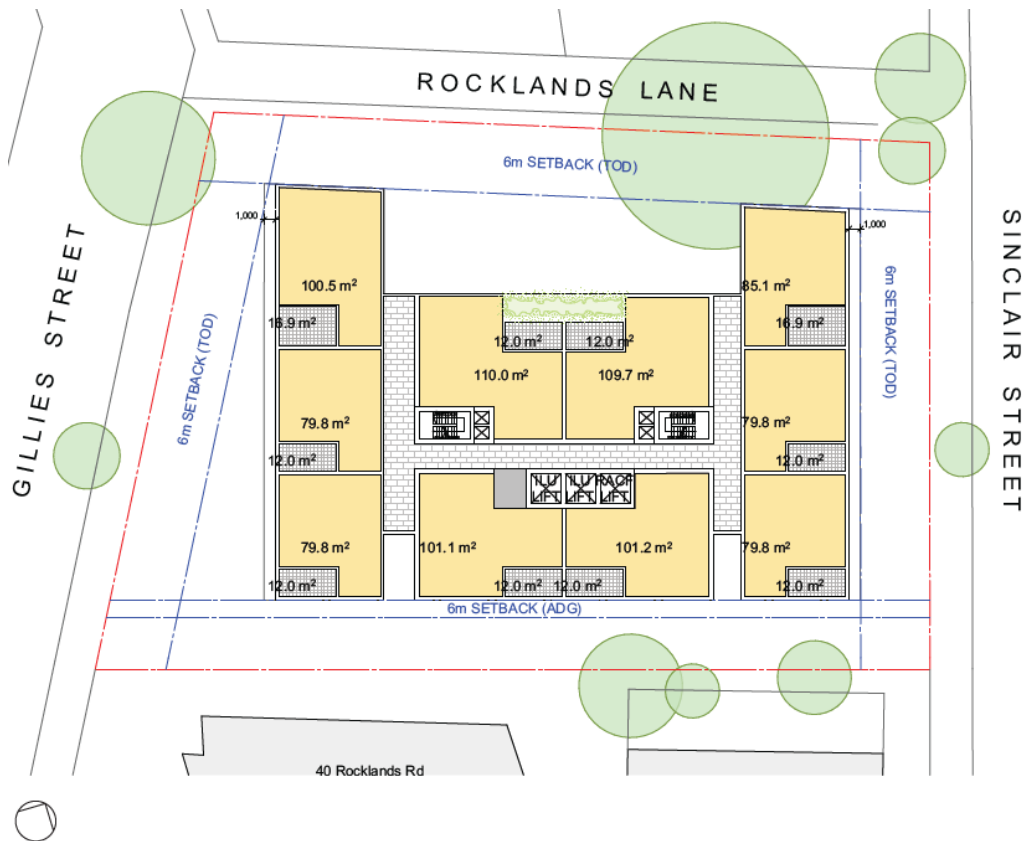 ROCKLANDS LANE
6m SETBACK (TOD)
GILLIES STREET
SINCLAIR STREET
6m SETBACK (TOD)
6m SETBACK (TOD)
1,000
1,000
100.5 m²
85.1 m²
16.9 m²
12.0 m²
12.0 m²
16.9 m²
110.0 m²
109.7 m²
79.8 m²
79.8 m²
12.0 m²
12.0 m²
ILU LIFT
ILU LIFT
RACF LIFT
79.8 m²
101.1 m²
101.2 m²
79.8 m²
12.0 m²
12.0 m²
12.0 m²
12.0 m²
6m SETBACK (ADG)
40 Rocklands Rd